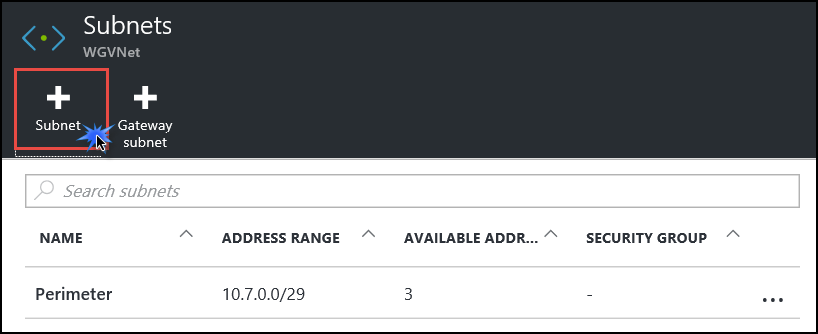 Subnets
WGVNet
Subnet
Gateway
subnet
Search subnets
NAME ADDRESS RANGE AVAILABLE ADDR... SECURITY GROUP
Perimeter 10.7.0.0/29 3 - ...